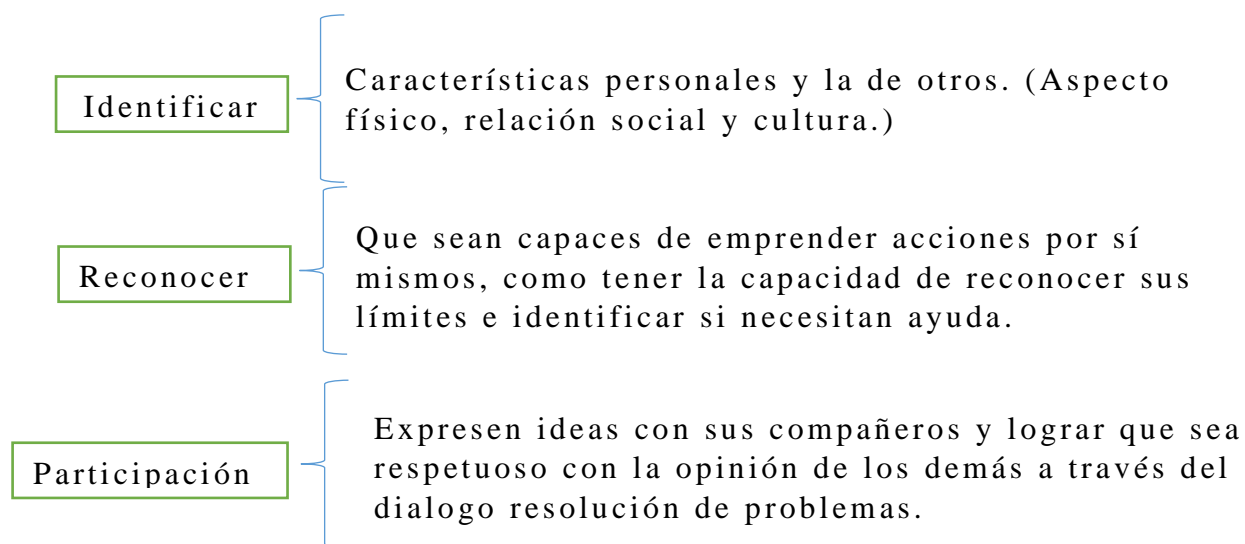 Identificar
Características personales y la de otros. (Aspecto
físico, relación social y cultura.)
Reconocer
Que sean capaces de emprender acciones por sí
mismos, como tener la capacidad de reconocer sus
límites e identificar si necesitan ayuda.
Participación
Expresen ideas con sus compañeros y lograr que sea
respetuoso con la opinión de los demás a través del
dialogo resolución de problemas.